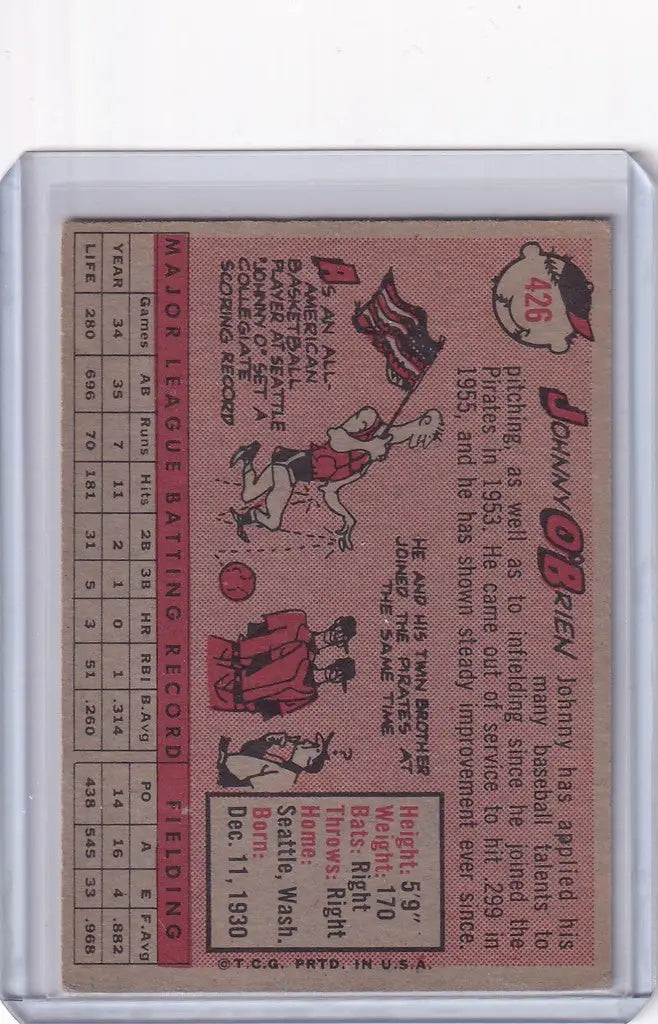 426
JOHNNY O'BRIEN Johnny has applied his
many baseball talents to
pitching, as well as to infielding since he joined the
Pirates in 1953. He came out of service to hit .299 in
1955, and he has shown steady improvement ever since.
AS AN ALL-
AMERICAN
BASKETBALL
PLAYER AT SEATTLE
"JOHNNY O" SET A
COLLEGIATE
SCORING RECORD
HE AND HIS TWIN BROTHER
JOINED THE PIRATES AT
THE SAME TIME
?
Height: 5'9"
Weight: 170
Bats: Right
Throws: Right
Home:
Seattle, Wash.
Born:
Dec. 11, 1930
MAJOR LEAGUE BATTING RECORD FIELDING
Games AB Runs Hits 2B 3B HR RBI B.Avg PO A E F.Avg
YEAR 34 35 7 11 2 1 0 1 .314 14 16 4 .882
LIFE 280 696 70 181 31 5 3 51 .260 438 545 33 .968
©T.C.G. PRTD. IN U.S.A.